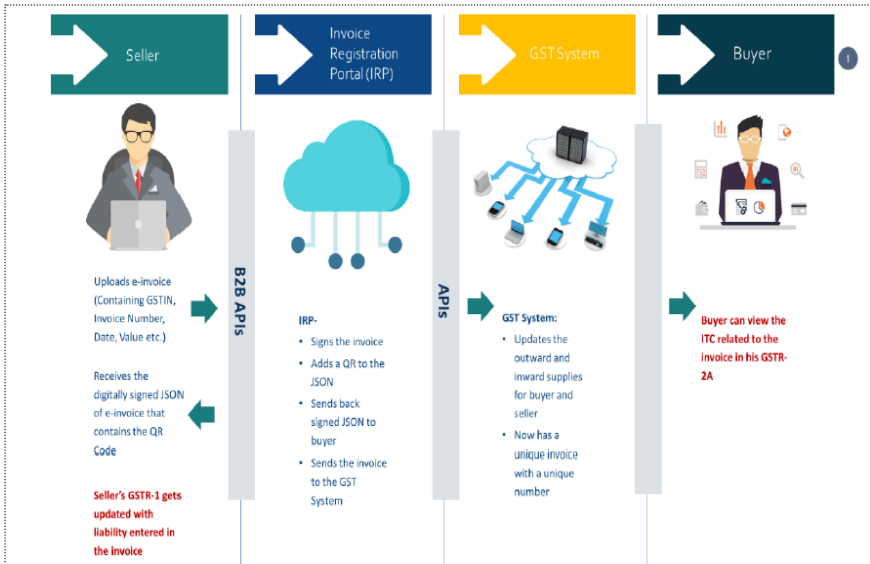 Seller
Invoice
Registration
Portal (IRP)
GST System
Buyer
1
Uploads e-invoice
(Containing GSTIN,
Invoice Number,
Date, Value etc.)
Receives the
digitally signed JSON
of e-invoice that
contains the QR
Code
Seller's GSTR-1 gets
updated with
liability entered in
the invoice
B2B APIs
IRP-
• Signs the invoice
• Adds a QR to the
JSON
• Sends back
signed JSON to
buyer
• Sends the invoice
to the GST
System
APIs
GST System:
• Updates the
outward and
inward supplies
for buyer and
seller
• Now has a
unique invoice
with a unique
number
Buyer can view the
ITC related to the
invoice in his GSTR-
2A